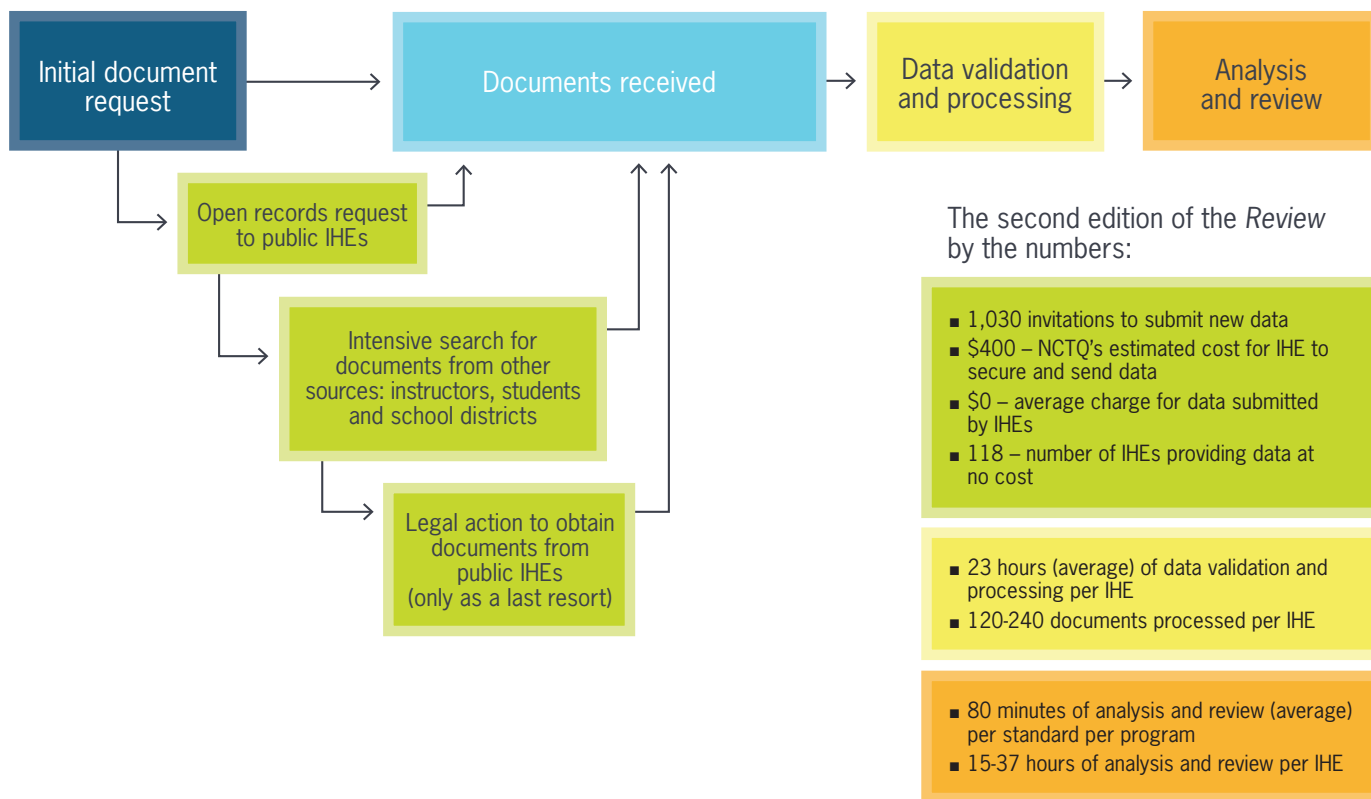 Initial document
request
Documents received
Data validation
and processing
Analysis
and review
Open records request
to public IHEs
Intensive search for
documents from other
sources: instructors, students
and school districts
Legal action to obtain
documents from
public IHEs
(only as a last resort)
The second edition of the Review
by the numbers:
■ 1,030 invitations to submit new data
■ $400 – NCTQ’s estimated cost for IHE to
secure and send data
■ $0 – average charge for data submitted
by IHEs
■ 118 – number of IHEs providing data at
no cost
■ 23 hours (average) of data validation and
processing per IHE
■ 120-240 documents processed per IHE
■ 80 minutes of analysis and review (average)
per standard per program
■ 15-37 hours of analysis and review per IHE